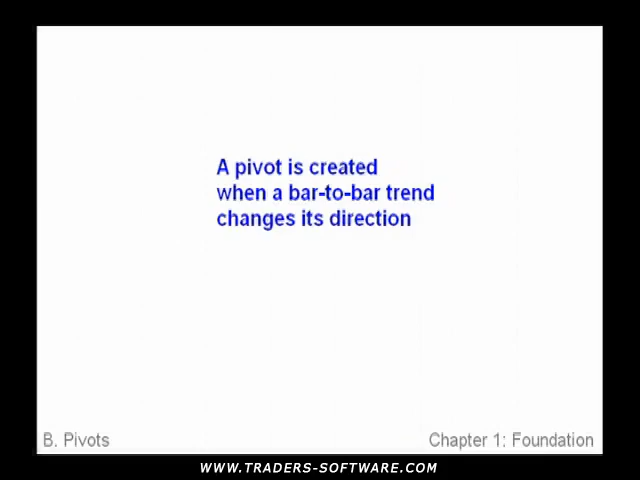 A pivot is created
when a bar-to-bar trend
changes its direction
B. Pivots
Chapter 1: Foundation
WWW.TRADERS-SOFTWARE.COM